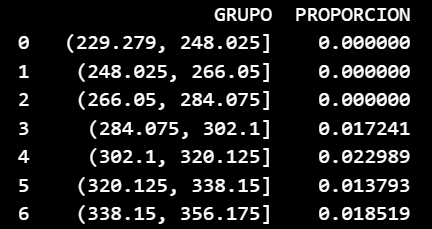 GRUPO PROPORCION
0 (229.279, 248.025] 0.000000
1 (248.025, 266.05] 0.000000
2 (266.05, 284.075] 0.000000
3 (284.075, 302.1] 0.017241
4 (302.1, 320.125] 0.022989
5 (320.125, 338.15] 0.013793
6 (338.15, 356.175] 0.018519